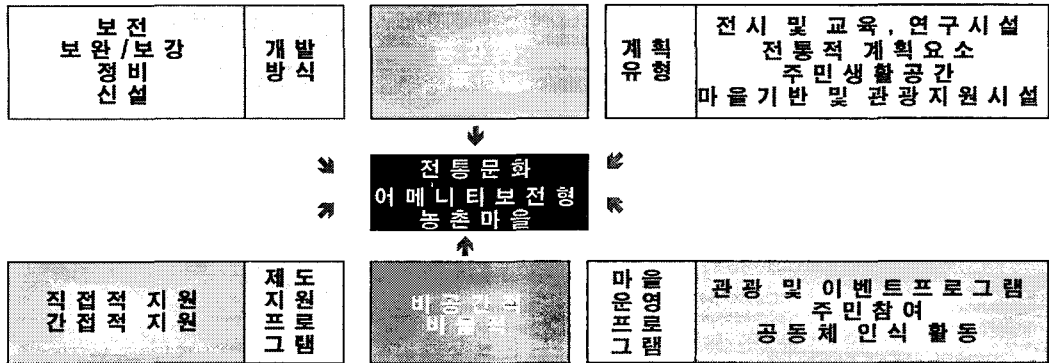 보 전
보 완 /보 강
정 비
신 설
개 발
방 식
계 획
유 형
전 시 및 교 육 , 연 구 시 설
전 통 적 계 획 요 소
주 민 생 활 공 간
마 을 기 반 및 관 광 지 원 시 설
전 통 문 화
어 메 니 티 보 전 형
농 촌 마 을
직 접 적 지 원
간 접 적 지 원
제 도
지 원
프 로
그 램
비 공 간 적
마 을
운 영
프 로
그 램
관 광 및 이 벤 트 프 로 그 램
주 민 참 여
공 동 체 인 식 활 동